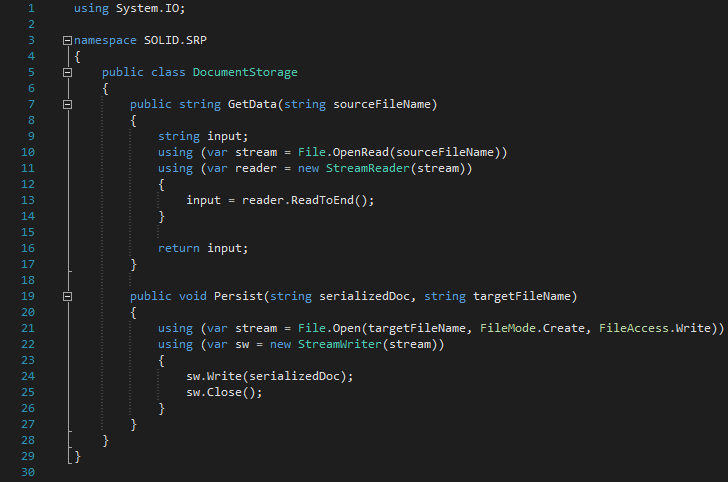 1 using System.IO;
2
3 namespace SOLID.SRP
4 {
5     public class DocumentStorage
6     {
7         public string GetData(string sourceFileName)
8         {
9             string input;
10             using (var stream = File.OpenRead(sourceFileName))
11             using (var reader = new StreamReader(stream))
12             {
13                 input = reader.ReadToEnd();
14             }
15
16             return input;
17         }
18
19         public void Persist(string serializedDoc, string targetFileName)
20         {
21             using (var stream = File.Open(targetFileName, FileMode.Create, FileAccess.Write))
22             using (var sw = new StreamWriter(stream))
23             {
24                 sw.Write(serializedDoc);
25                 sw.Close();
26             }
27         }
28     }
29 }
30